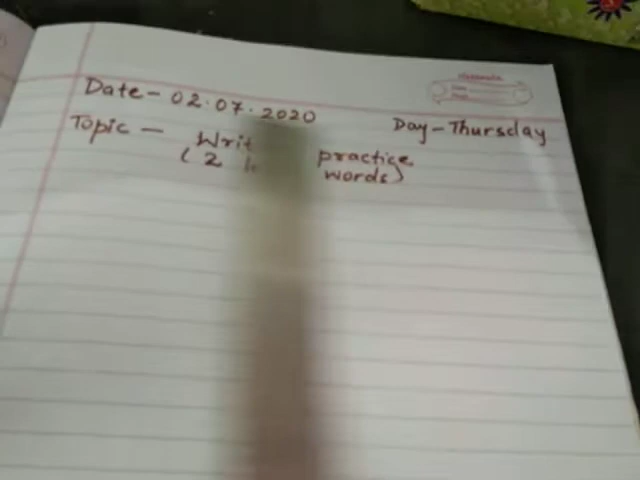 Date - 02.07.2020
Day - Thursday
Topic - Writ practice
( 2 words)